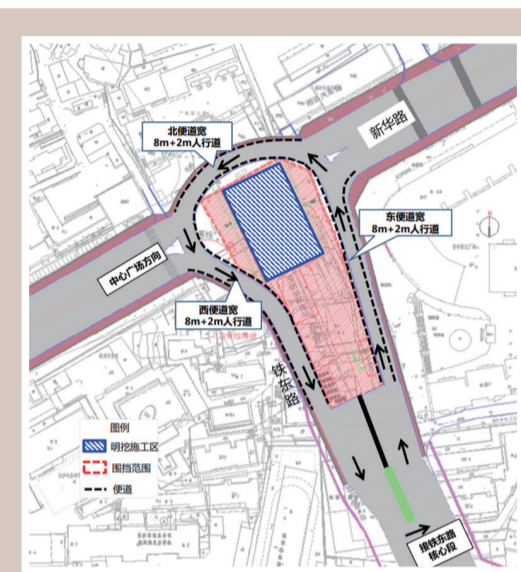 北便道宽
8m+2m人行道
新华路
东便道宽
8m+2m人行道
中心广场方向
西便道宽
8m+2m人行道
铁东路
图例
明挖施工区
围挡范围
便道
接铁东路
核心段